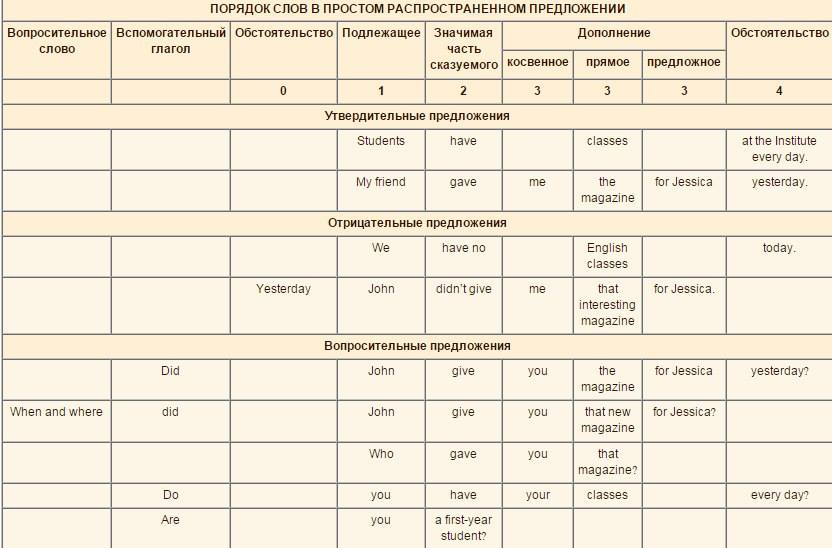 ПОРЯДОК СЛОВ В ПРОСТОМ РАСПРОСТРАНЕННОМ ПРЕДЛОЖЕНИИ
Вопросительное слово Вспомогательный глагол Обстоятельство Подлежащее Значимая часть сказуемого Дополнение Обстоятельство
косвенное прямое предложное
0 1 2 3 3 3 4
Утвердительные предложения
Students have classes at the Institute every day.
My friend gave me the magazine for Jessica yesterday.
Отрицательные предложения
We have no English classes today.
Yesterday John didn't give me that interesting magazine for Jessica.
Вопросительные предложения
Did John give you the magazine for Jessica yesterday?
When and where did John give you that new magazine for Jessica?
Who gave you that magazine?
Do you have your classes every day?
Are you a first-year student?